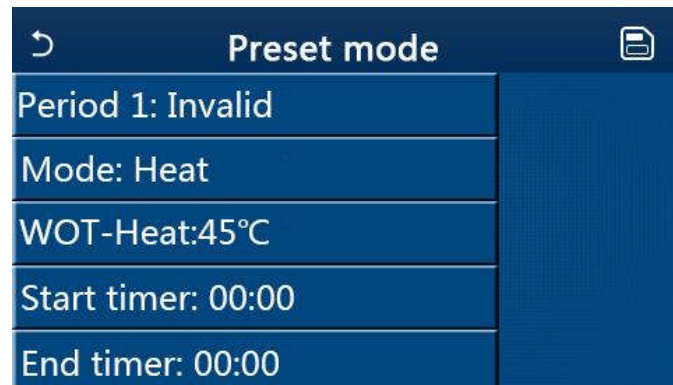 Preset mode
Period 1: Invalid
Mode: Heat
WOT-Heat:45℃
Start timer: 00:00
End timer: 00:00